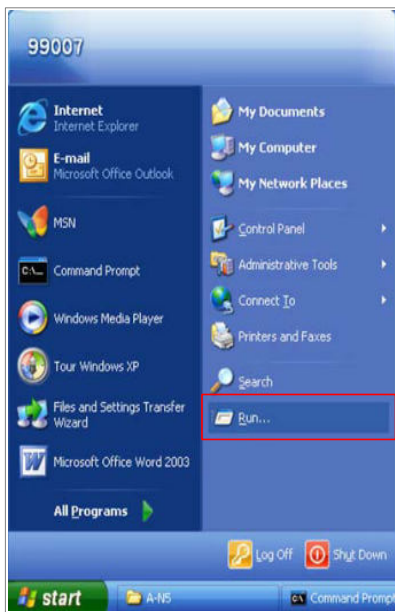 99007
Internet
Internet Explorer
E-mail
Microsoft Office Outlook
MSN
C:\_
Command Prompt
Windows Media Player
Tour Windows XP
Files and Settings Transfer
Wizard
Microsoft Office Word 2003
All Programs
My Documents
My Computer
My Network Places
Control Panel
Administrative Tools
Connect To
Printers and Faxes
Search
Run...
Log Off
Shut Down
start
A-N5
Command Prompt